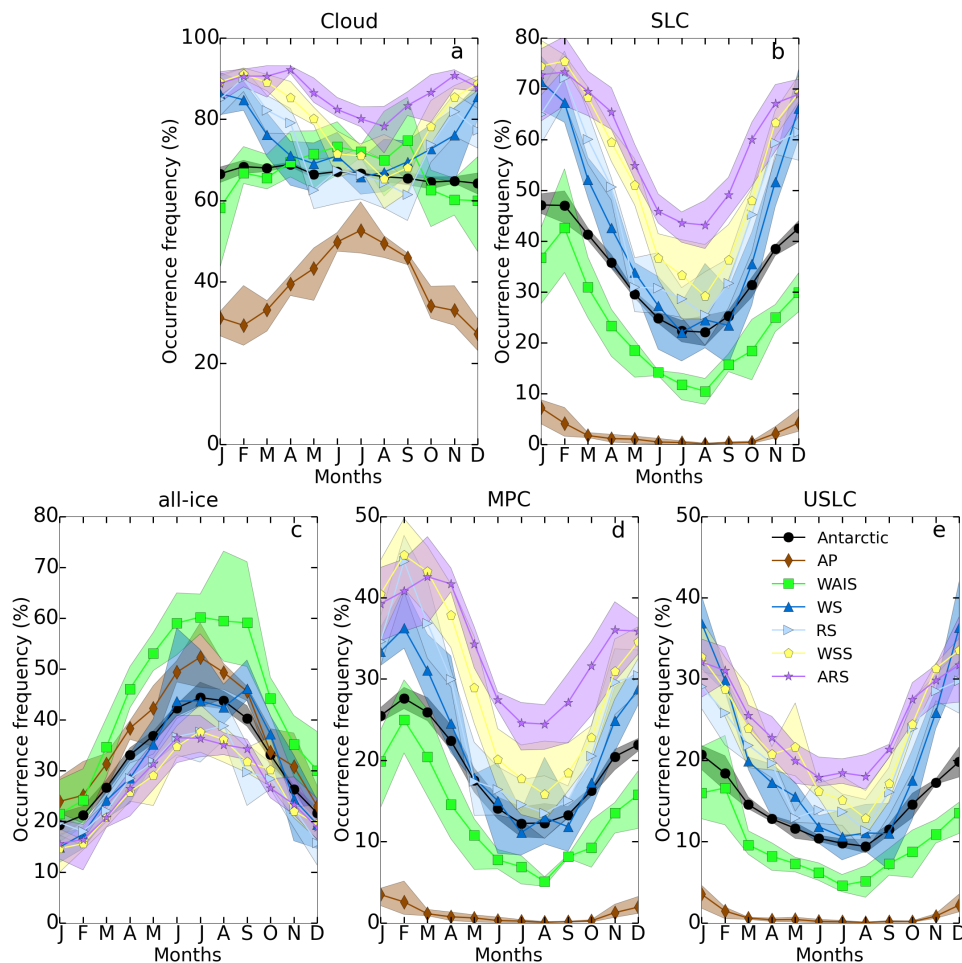 Cloud
a
Occurrence frequency (%)
100
80
60
40
20
0
J F M A M J J A S O N D
Months
SLC
b
Occurrence frequency (%)
80
70
60
50
40
30
20
10
0
J F M A M J J A S O N D
Months
all-ice
c
Occurrence frequency (%)
80
70
60
50
40
30
20
10
0
J F M A M J J A S O N D
Months
MPC
d
Occurrence frequency (%)
50
40
30
20
10
0
J F M A M J J A S O N D
Months
USLC
e
Occurrence frequency (%)
50
40
30
20
10
0
J F M A M J J A S O N D
Months
Antarctic
AP
WAIS
WS
RS
WSS
ARS